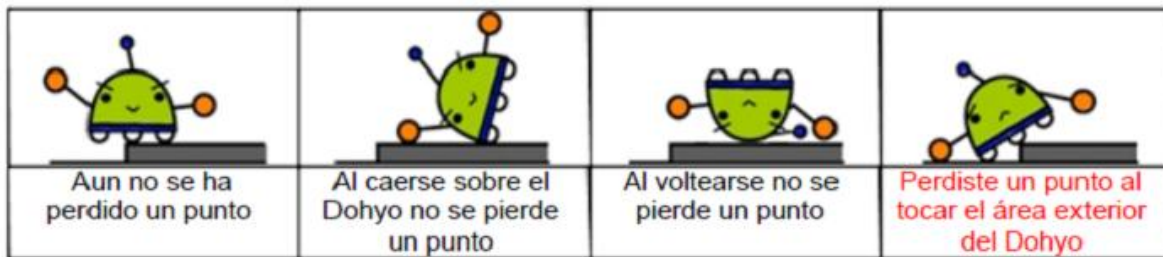 Aun no se ha
perdido un punto
Al caerse sobre el
Dohyo no se pierde
un punto
Al voltearse no se
pierde un punto
Perdiste un punto al
tocar el área exterior
del Dohyo